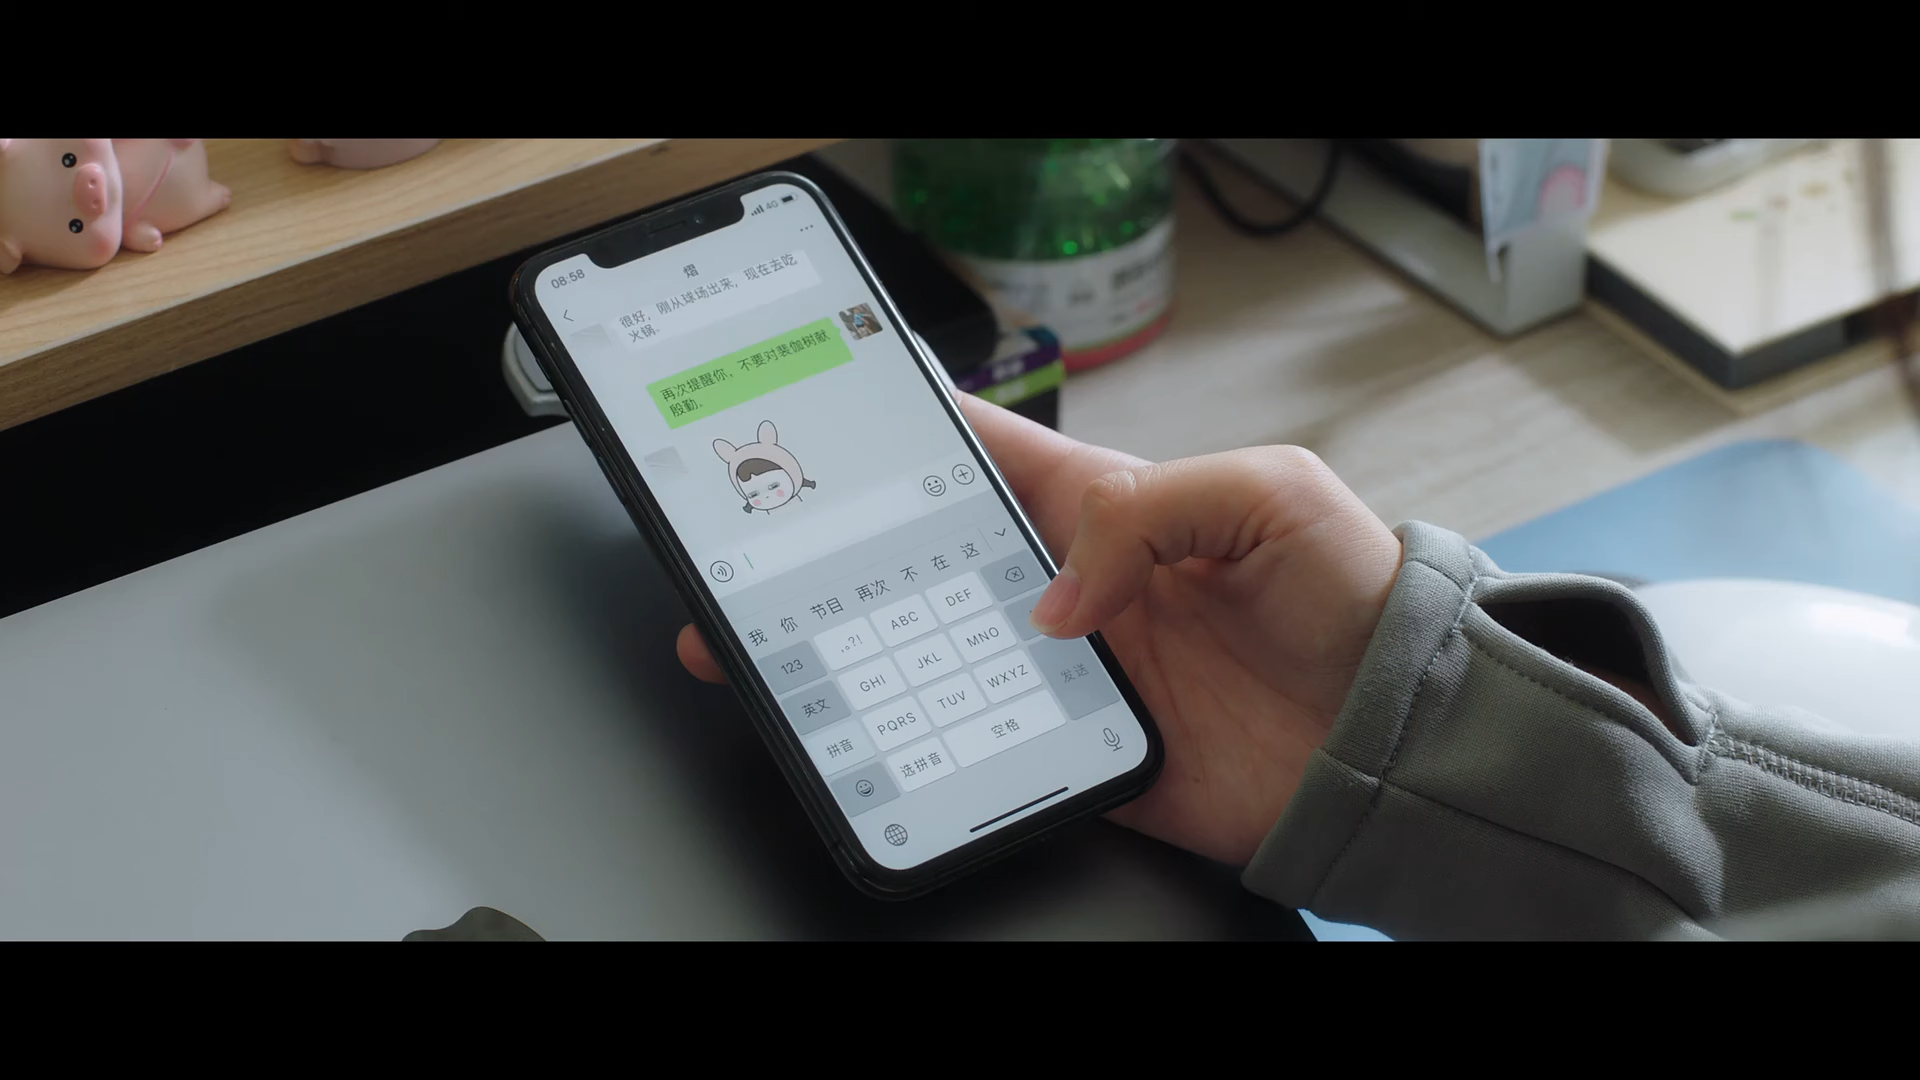 08:58
4G
熠
很好，刚从球场出来，现在去吃
火锅。
再次提醒你，不要对裴伽树献
殷勤。
我 你 节目 再次 不 在 这
123 ,。?! ABC DEF
英文 GHI JKL MNO
拼音 PQRS TUV WXYZ 发送
选拼音 空格